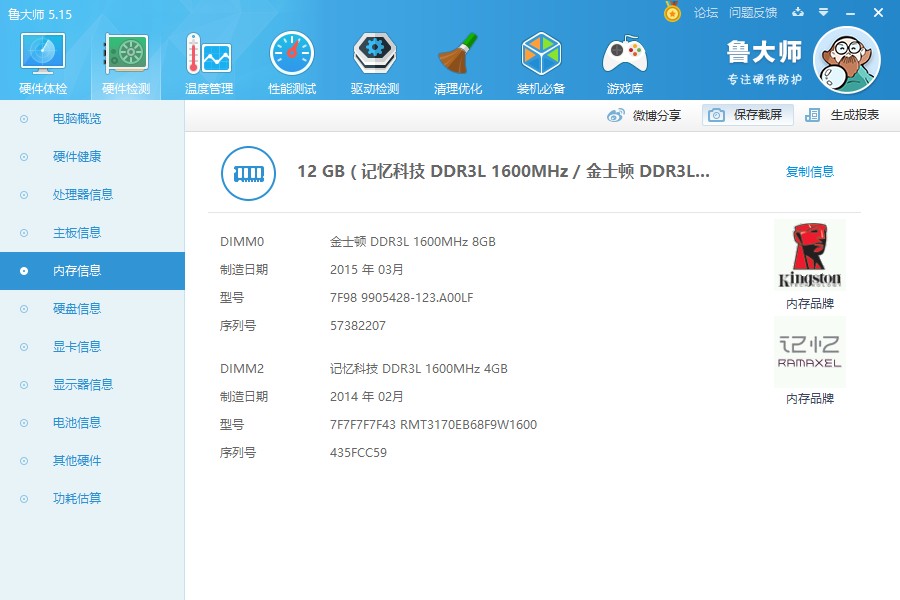 鲁大师 5.15
论坛 问题反馈
硬件体检 硬件检测 温度管理 性能测试 驱动检测 清理优化 装机必备 游戏库
鲁大师
专注硬件防护
微博分享 保存截屏 生成报表
电脑概览
硬件健康
处理器信息
主板信息
内存信息
硬盘信息
显卡信息
显示器信息
电池信息
其他硬件
功耗估算
12 GB ( 记忆科技 DDR3L 1600MHz / 金士顿 DDR3L...
复制信息
DIMM0 金士顿 DDR3L 1600MHz 8GB
制造日期 2015 年 03月
型号 7F98 9905428-123.A00LF
序列号 57382207
Kingston
内存品牌
DIMM2 记忆科技 DDR3L 1600MHz 4GB
制造日期 2014 年 02月
型号 7F7F7F7F43 RMT3170EB68F9W1600
序列号 435FCC59
记忆
RAMAXEL
内存品牌